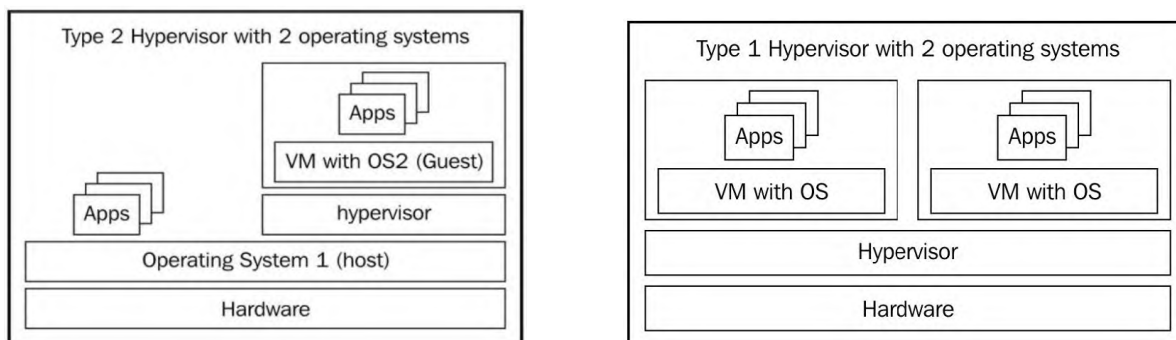 Type 2 Hypervisor with 2 operating systems
Apps
VM with OS2 (Guest)
Apps
hypervisor
Operating System 1 (host)
Hardware
Type 1 Hypervisor with 2 operating systems
Apps
Apps
VM with OS
VM with OS
Hypervisor
Hardware